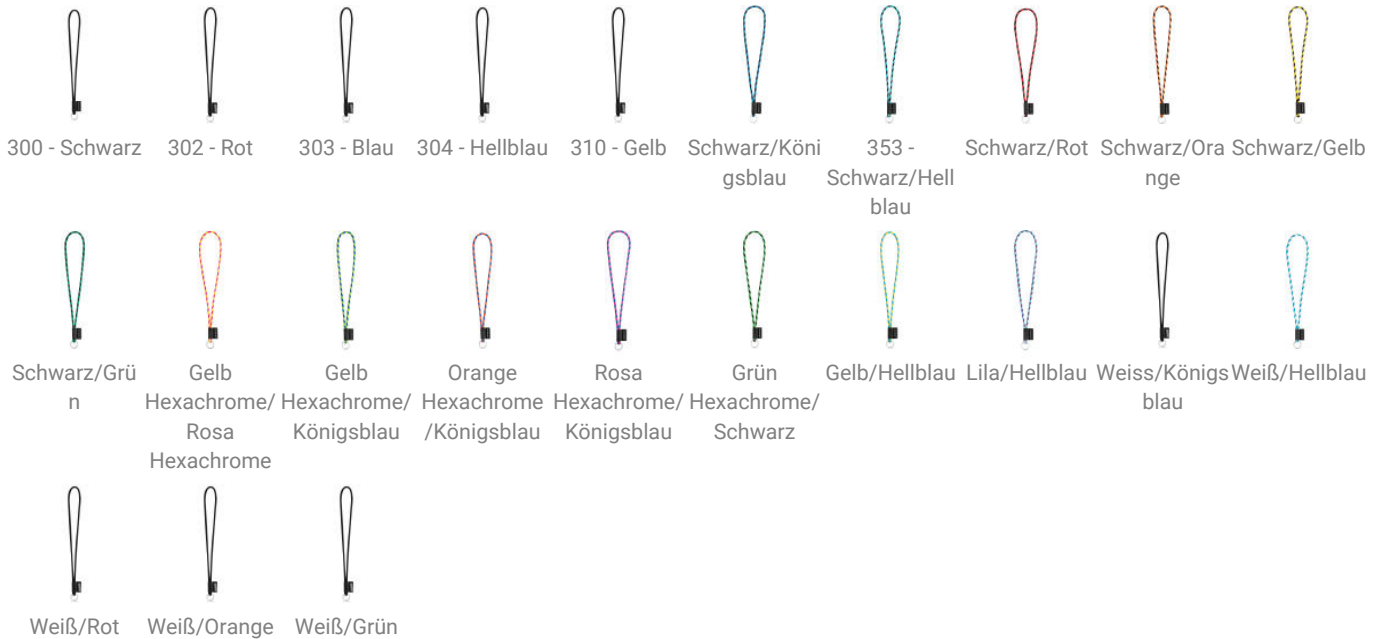 300 - Schwarz
302 - Rot
303 - Blau
304 - Hellblau
310 - Gelb
Schwarz/Köni
gsblau
353 -
Schwarz/Hell
blau
Schwarz/Rot
Schwarz/Ora
nge
Schwarz/Gelb
Schwarz/Grü
n
Gelb
Hexachrome/
Rosa
Hexachrome
Gelb
Hexachrome/
Königsblau
Orange
Hexachrome
/Königsblau
Rosa
Hexachrome/
Königsblau
Grün
Hexachrome/
Schwarz
Gelb/Hellblau
Lila/Hellblau
Weiss/Königs
blau
Weiß/Hellblau
Weiß/Rot
Weiß/Orange
Weiß/Grün